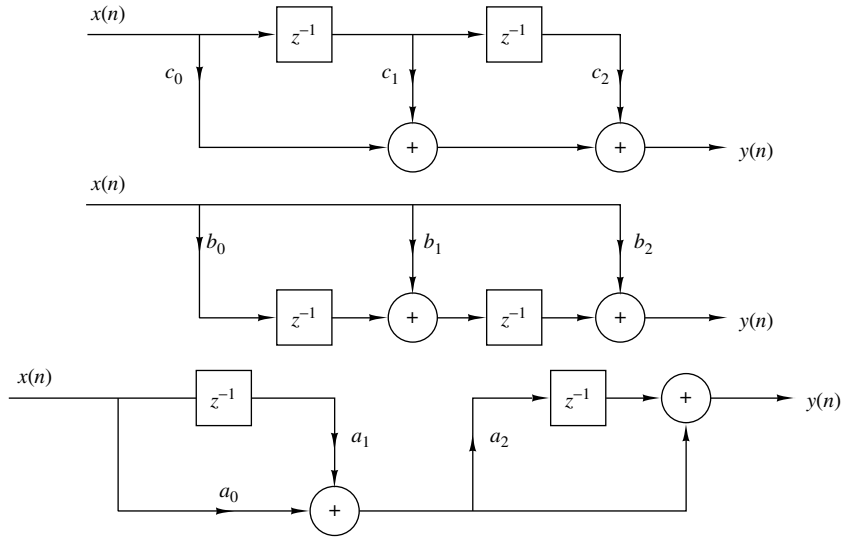 x(n)
z⁻¹ z⁻¹
c₀ c₁ c₂
+ + y(n)
x(n)
b₀ b₁ b₂
z⁻¹ + z⁻¹ + y(n)
x(n) z⁻¹ z⁻¹ + y(n)
a₁ a₂
a₀ +